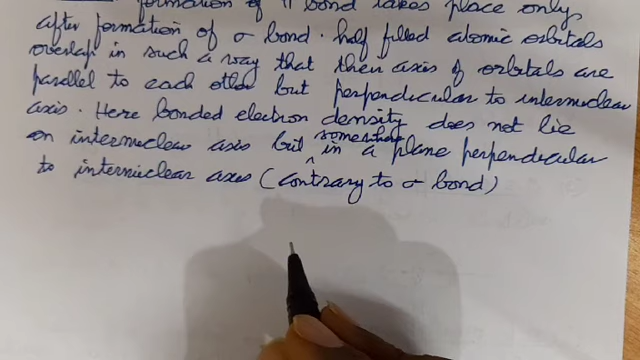 formation of π bond takes place only
after formation of σ bond. half filled atomic orbitals
overlap in such a way that their axis of orbitals are
parallel to each other but perpendicular to internuclear
axis. Here bonded electron density does not lie
on internuclear axis but somewhere in a plane perpendicular
to internuclear axes (contrary to σ bond)